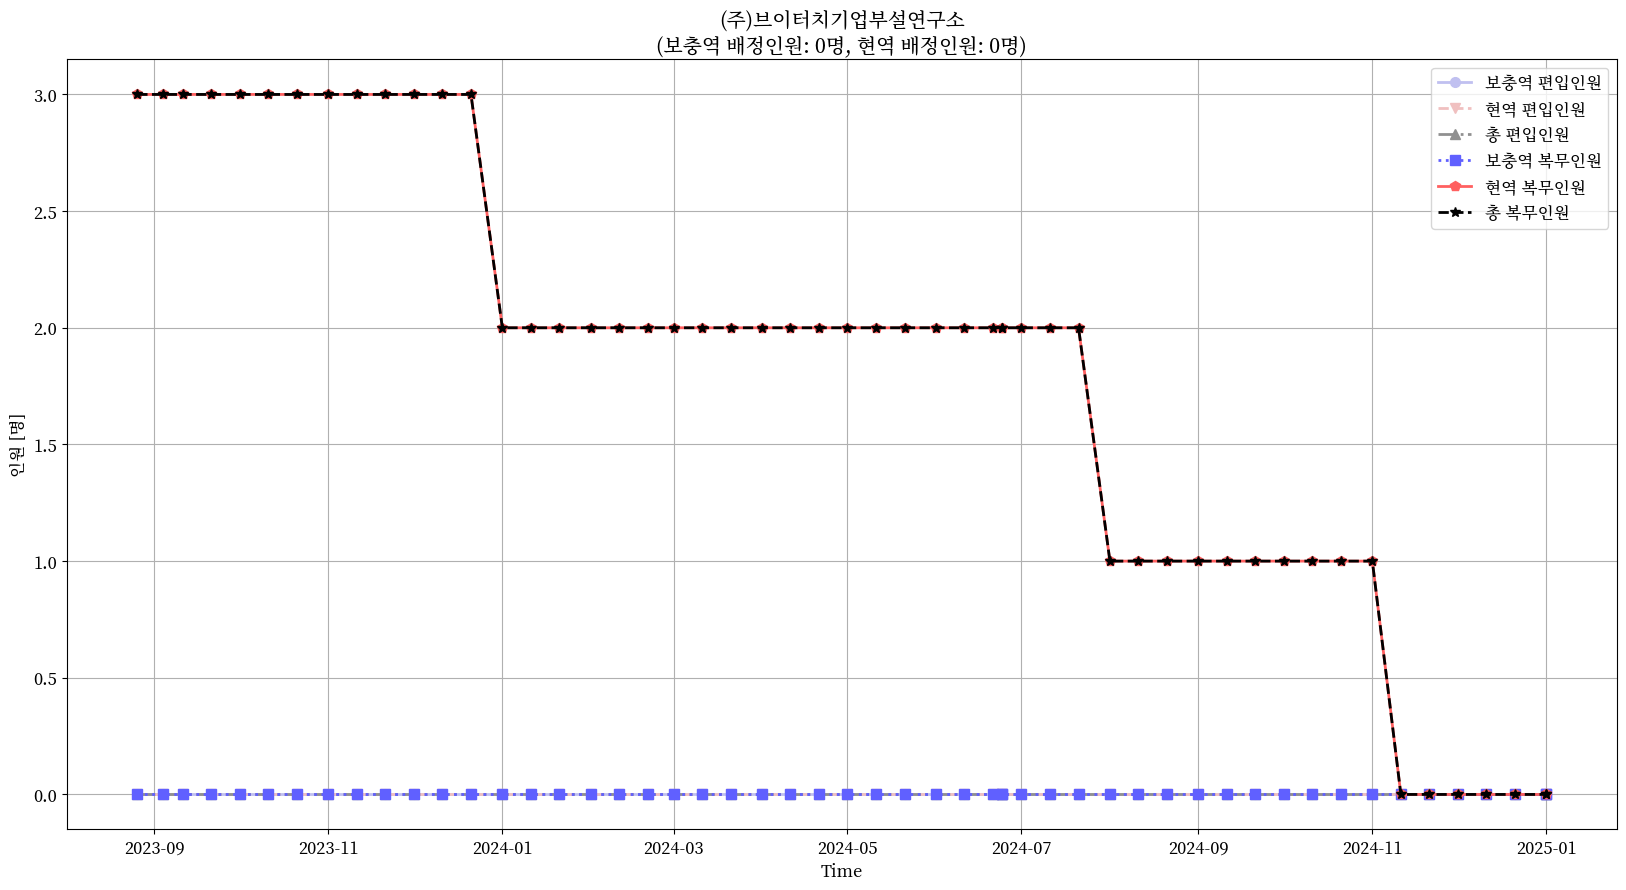 (주)브이터치기업부설연구소
(보충역 배정인원: 0명, 현역 배정인원: 0명)
보충역 편입인원
현역 편입인원
총 편입인원
보충역 복무인원
현역 복무인원
총 복무인원
3.0
2.5
2.0
1.5
1.0
0.5
0.0
인원 [명]
2023-09 2023-11 2024-01 2024-03 2024-05 2024-07 2024-09 2024-11 2025-01
Time